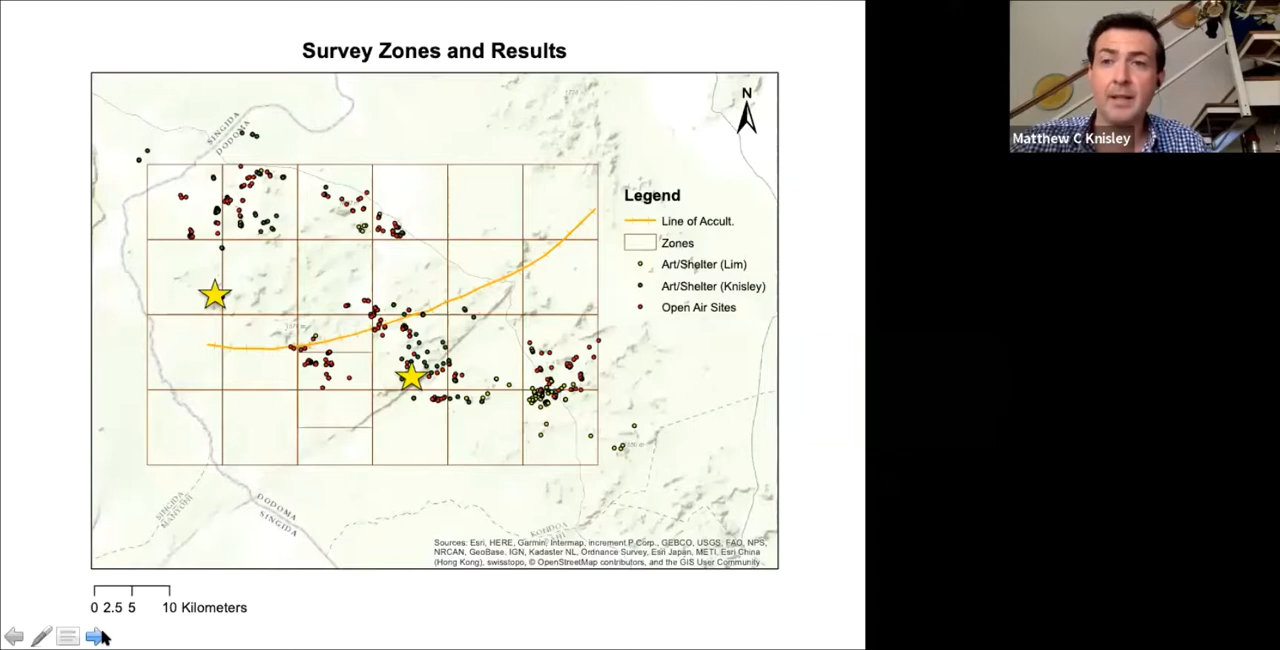 Survey Zones and Results
Matthew C Knisley
N
SINGIDA
DODOMA
Legend
Line of Accult.
Zones
Art/Shelter (Lim)
Art/Shelter (Knisley)
Open Air Sites
DODOMA
SINGIDA
SINGIDA
MANYARA
KONDOA
Sources: Esri, HERE, Garmin, Intermap, increment P Corp., GEBCO, USGS, FAO, NPS,
NRCAN, GeoBase, IGN, Kadaster NL, Ordnance Survey, Esri Japan, METI, Esri China
(Hong Kong), swisstopo, © OpenStreetMap contributors, and the GIS User Community
0 2.5 5 10 Kilometers